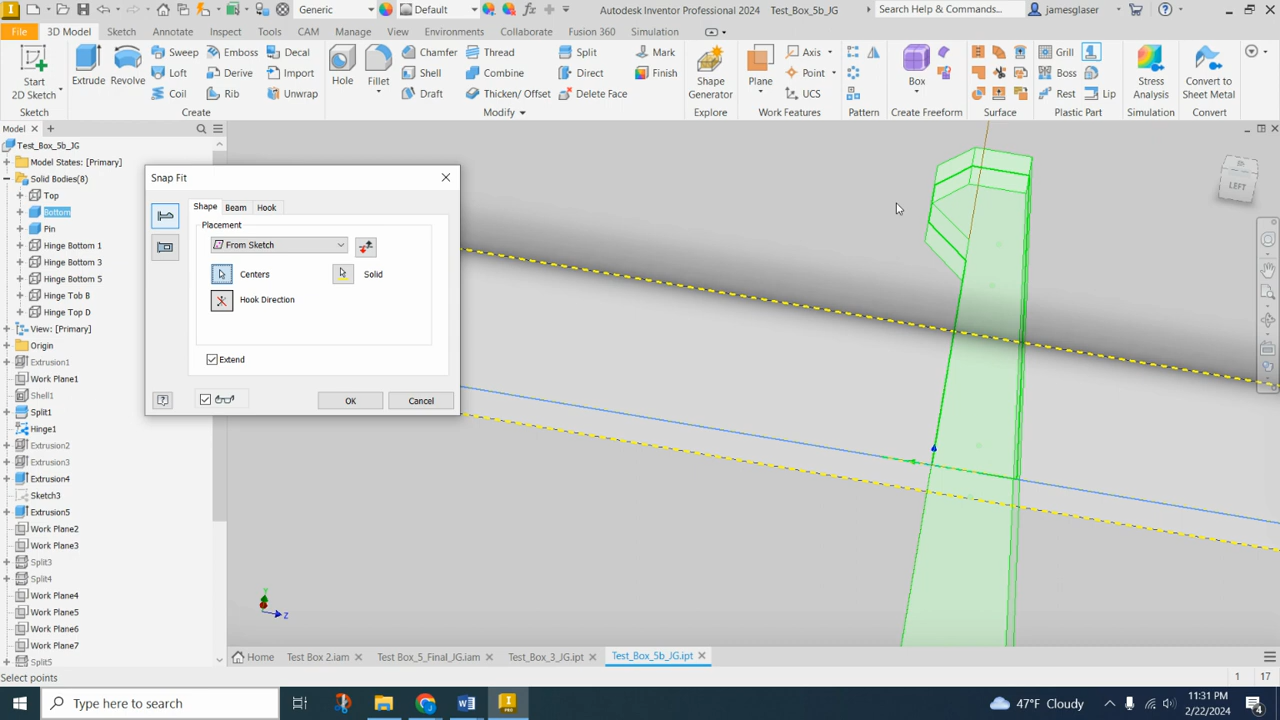 Generic
Default
Autodesk Inventor Professional 2024 Test_Box_5b_JG
Search Help & Commands...
jamesglaser
File 3D Model Sketch Annotate Inspect Tools CAM Manage View Environments Collaborate Fusion 360 Simulation
Start
2D Sketch
Extrude
Revolve
Sweep
Loft
Coil
Emboss
Derive
Rib
Decal
Import
Unwrap
Hole
Fillet
Chamfer
Shell
Draft
Thread
Combine
Thicken/ Offset
Split
Direct
Delete Face
Mark
Finish
Shape
Generator
Plane
Axis
Point
UCS
Box
Grill
Boss
Rest
Lip
Stress
Analysis
Convert to
Sheet Metal
Sketch Create Modify Explore Work Features Pattern Create Freeform Plastic Part Simulation Convert
Model
Test_Box_5b_JG
Model States: [Primary]
Solid Bodies(8)
Top
Bottom
Pin
Hinge Bottom 1
Hinge Bottom 3
Hinge Bottom 5
Hinge Tob B
Hinge Top D
View: [Primary]
Origin
Extrusion1
Work Plane1
Shell1
Split1
Hinge1
Extrusion2
Extrusion3
Extrusion4
Sketch3
Extrusion5
Work Plane2
Work Plane3
Split3
Split4
Work Plane4
Work Plane5
Work Plane6
Work Plane7
Split5
Snap Fit
Shape Beam Hook
Placement
From Sketch
Centers
Solid
Hook Direction
Extend
OK
Cancel
LEFT
Y
Z
Home
Test Box 2.iam
Test_Box_5_Final_JG.iam
Test_Box_3_JG.ipt
Test_Box_5b_JG.ipt
Select points
1 17
Type here to search
47°F Cloudy
11:31 PM
2/22/2024
4